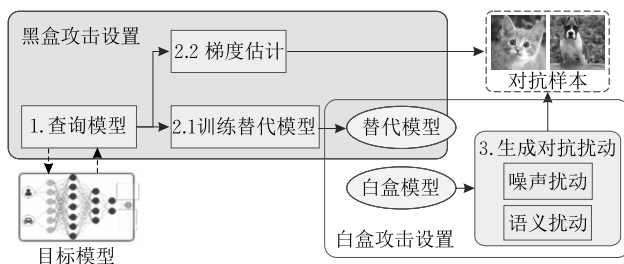 黑盒攻击设置
2.2 梯度估计
对抗样本
1.查询模型
2.1训练替代模型
替代模型
3.生成对抗扰动
噪声扰动
白盒模型
语义扰动
白盒攻击设置
目标模型